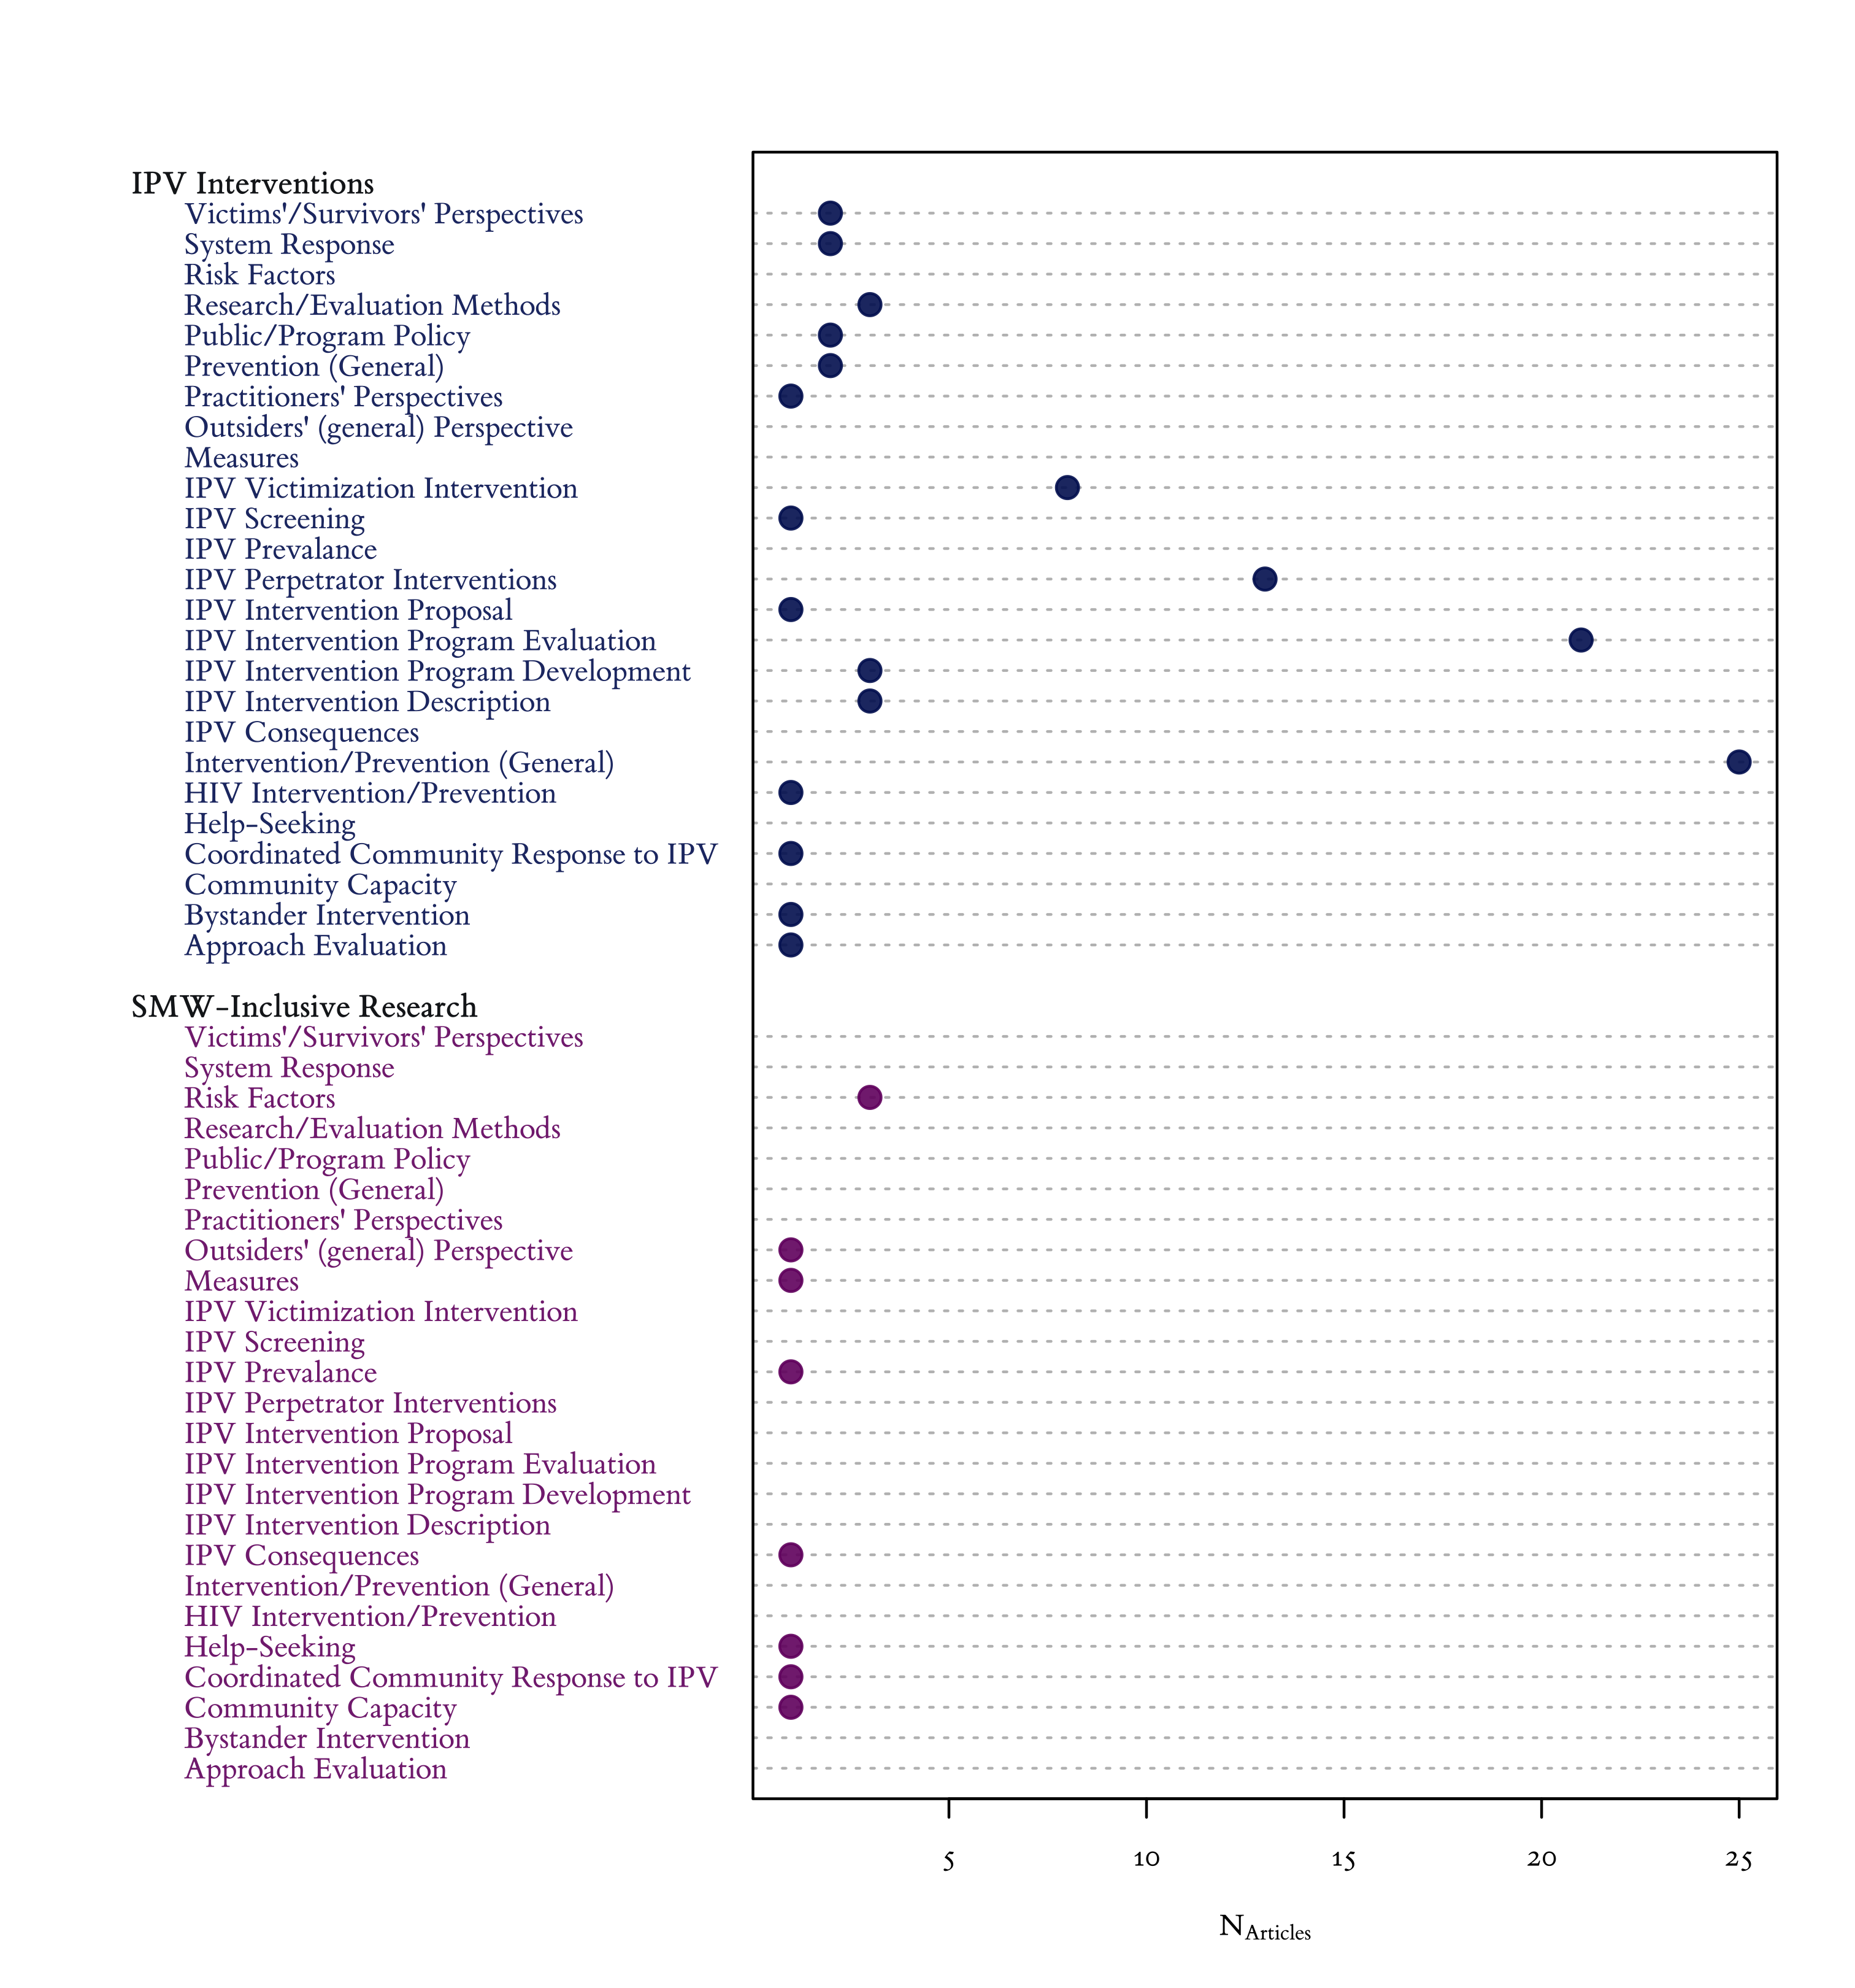 IPV Interventions
Victims'/Survivors' Perspectives
System Response
Risk Factors
Research/Evaluation Methods
Public/Program Policy
Prevention (General)
Practitioners' Perspectives
Outsiders' (general) Perspective
Measures
IPV Victimization Intervention
IPV Screening
IPV Prevalance
IPV Perpetrator Interventions
IPV Intervention Proposal
IPV Intervention Program Evaluation
IPV Intervention Program Development
IPV Intervention Description
IPV Consequences
Intervention/Prevention (General)
HIV Intervention/Prevention
Help-Seeking
Coordinated Community Response to IPV
Community Capacity
Bystander Intervention
Approach Evaluation
SMW-Inclusive Research
Victims'/Survivors' Perspectives
System Response
Risk Factors
Research/Evaluation Methods
Public/Program Policy
Prevention (General)
Practitioners' Perspectives
Outsiders' (general) Perspective
Measures
IPV Victimization Intervention
IPV Screening
IPV Prevalance
IPV Perpetrator Interventions
IPV Intervention Proposal
IPV Intervention Program Evaluation
IPV Intervention Program Development
IPV Intervention Description
IPV Consequences
Intervention/Prevention (General)
HIV Intervention/Prevention
Help-Seeking
Coordinated Community Response to IPV
Community Capacity
Bystander Intervention
Approach Evaluation
5 10 15 20 25
N Articles